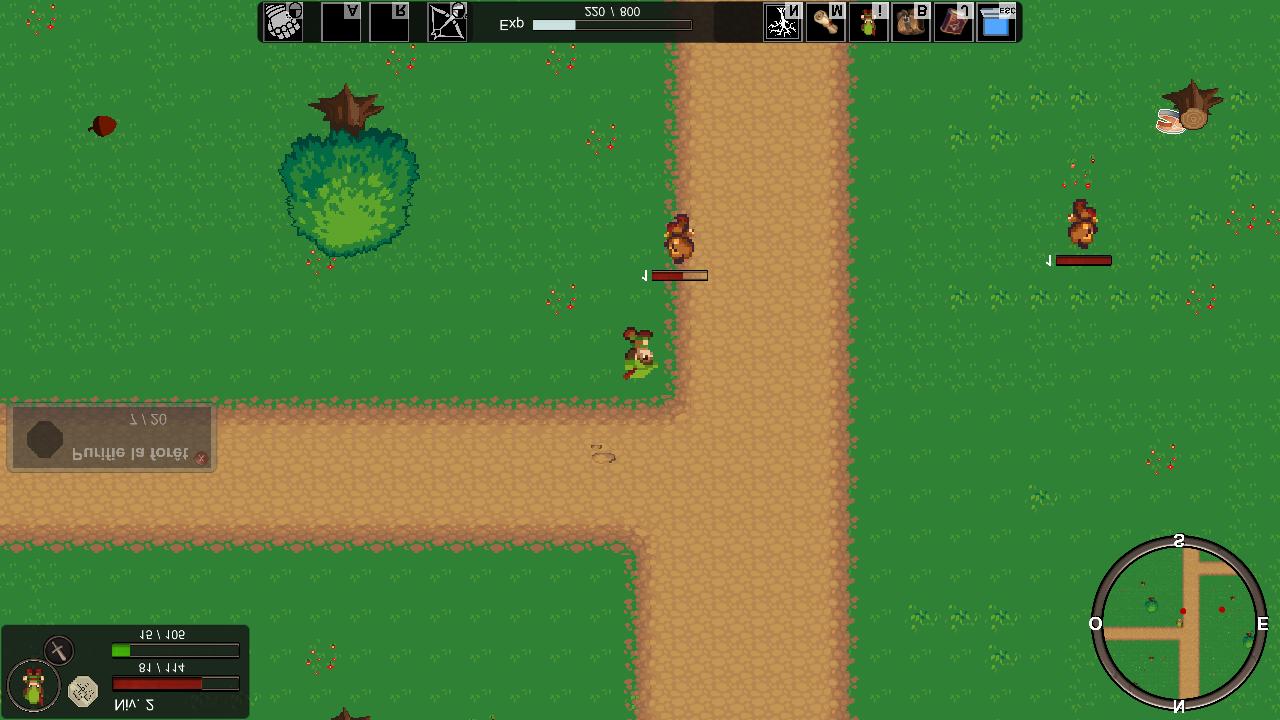 A
R
Exp
220 / 800
N
M
I
B
J
ESC
1
1
7 / 20
Purifie la forêt
x
S
O
E
N
15 / 105
81 / 114
Niv. 2